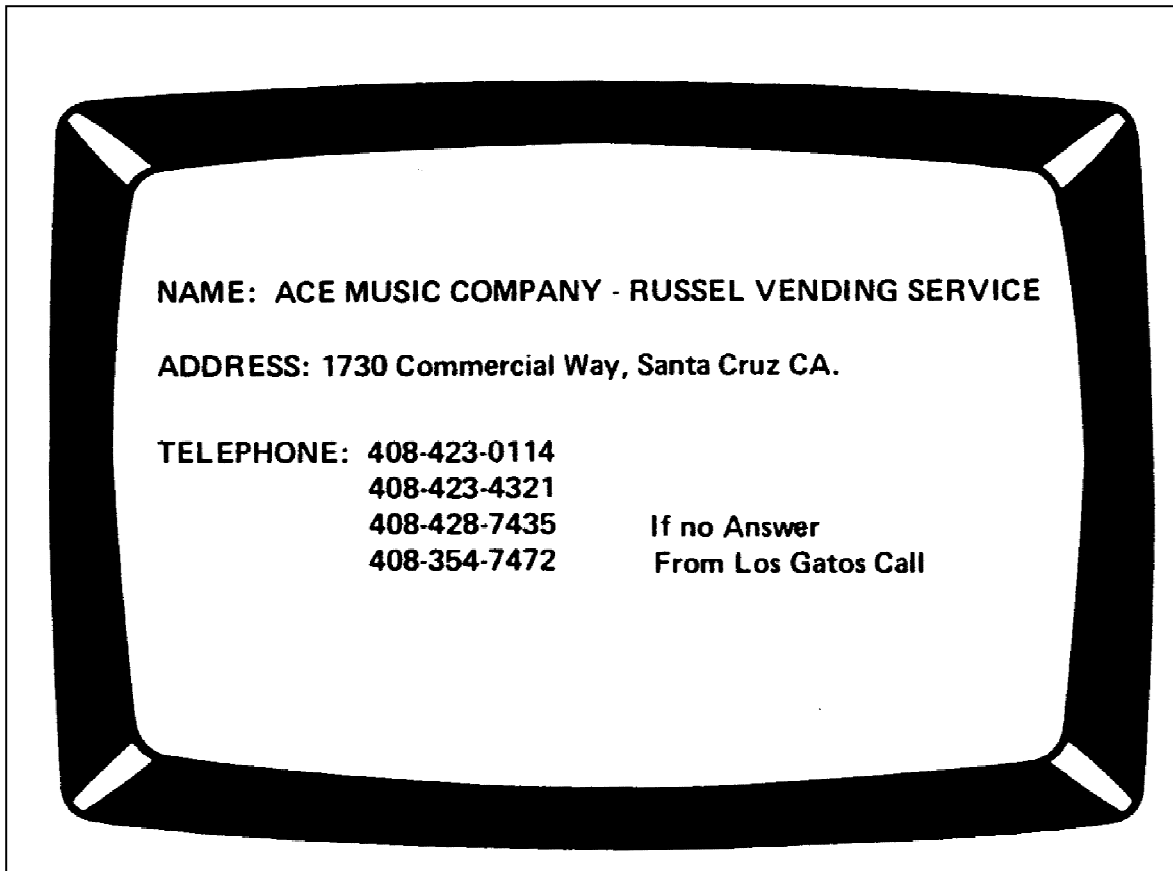 NAME: ACE MUSIC COMPANY - RUSSEL VENDING SERVICE
ADDRESS: 1730 Commercial Way, Santa Cruz CA.
TELEPHONE: 408-423-0114
408-423-4321
408-428-7435 If no Answer
408-354-7472 From Los Gatos Call